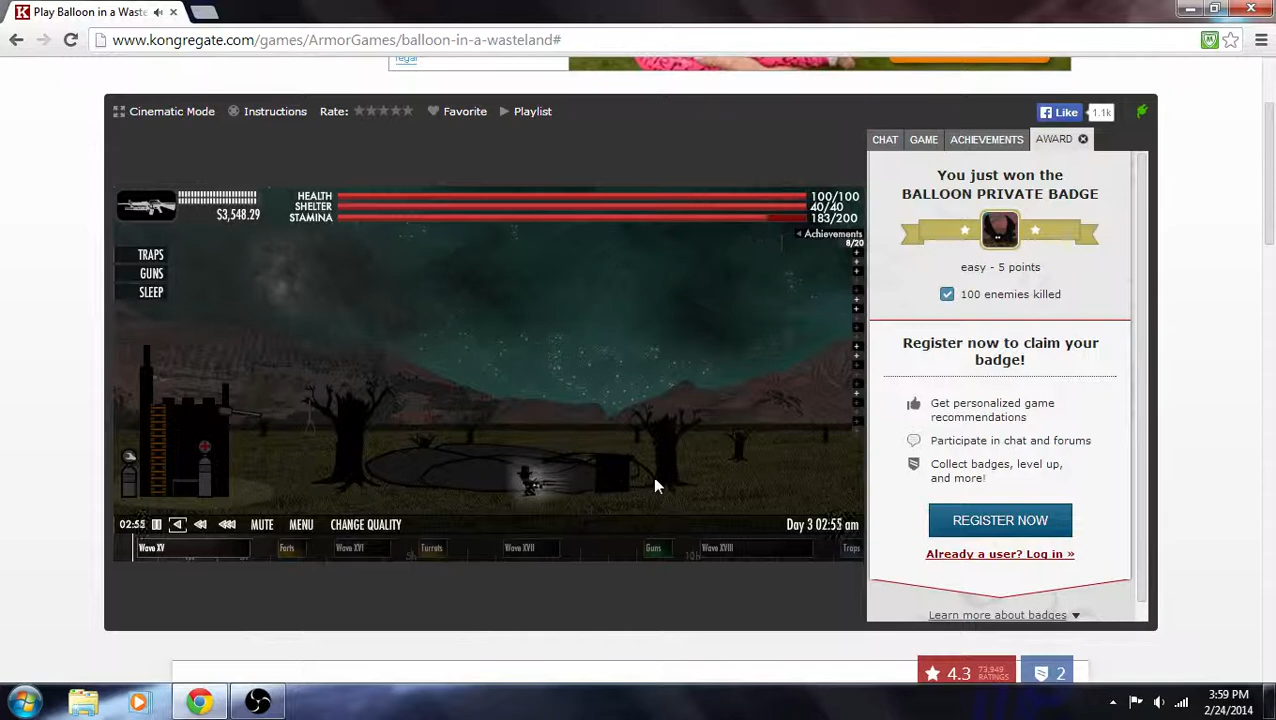 Play Balloon in a Waste
www.kongregate.com/games/ArmorGames/balloon-in-a-wasteland#
legal
Cinematic Mode
Instructions
Rate:
Favorite
Playlist
Like
1.1k
CHAT
GAME
ACHIEVEMENTS
AWARD
$3,548.29
HEALTH
100/100
SHELTER
40/40
STAMINA
183/200
Achievements
8/20
TRAPS
GUNS
SLEEP
You just won the
BALLOON PRIVATE BADGE
easy - 5 points
100 enemies killed
Register now to claim your
badge!
Get personalized game
recommendations
Participate in chat and forums
Collect badges, level up,
and more!
REGISTER NOW
Already a user? Log in »
Learn more about badges
02:55
MUTE
MENU
CHANGE QUALITY
Day 3 02:55 am
Wave XV
Forts
Wave XVI
Turrets
Wave XVII
Guns
Wave XVIII
Traps
4.3
73,949
RATINGS
2
3:59 PM
2/24/2014